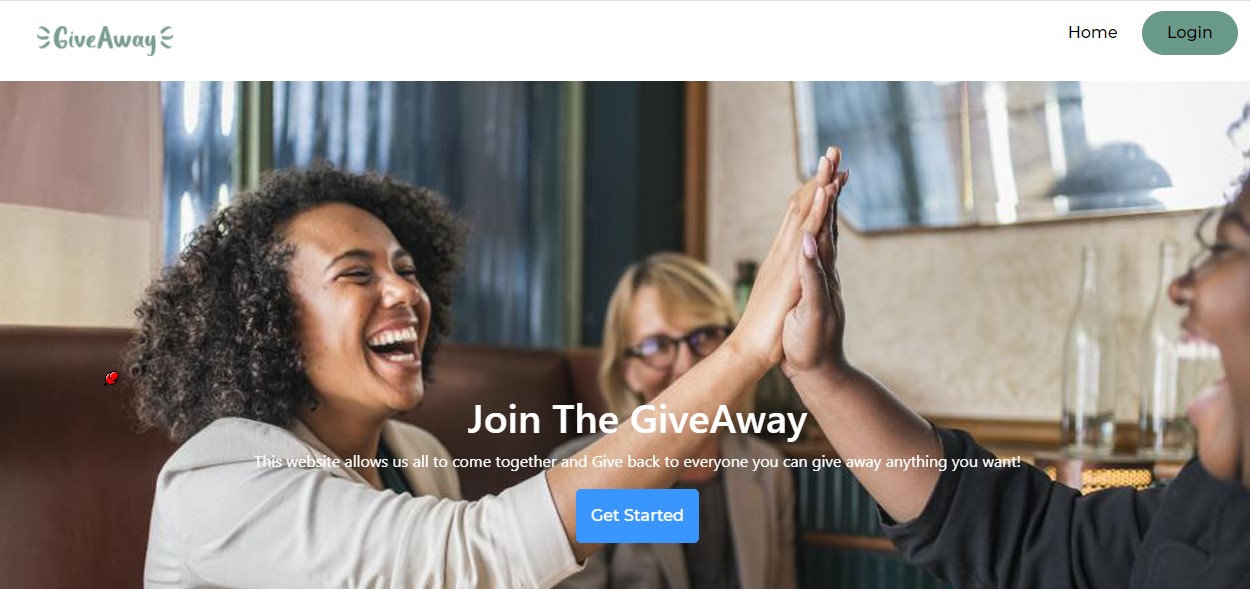 GiveAway
Home
Login
Join The GiveAway
This website allows us all to come together and Give back to everyone you can give away anything you want!
Get Started